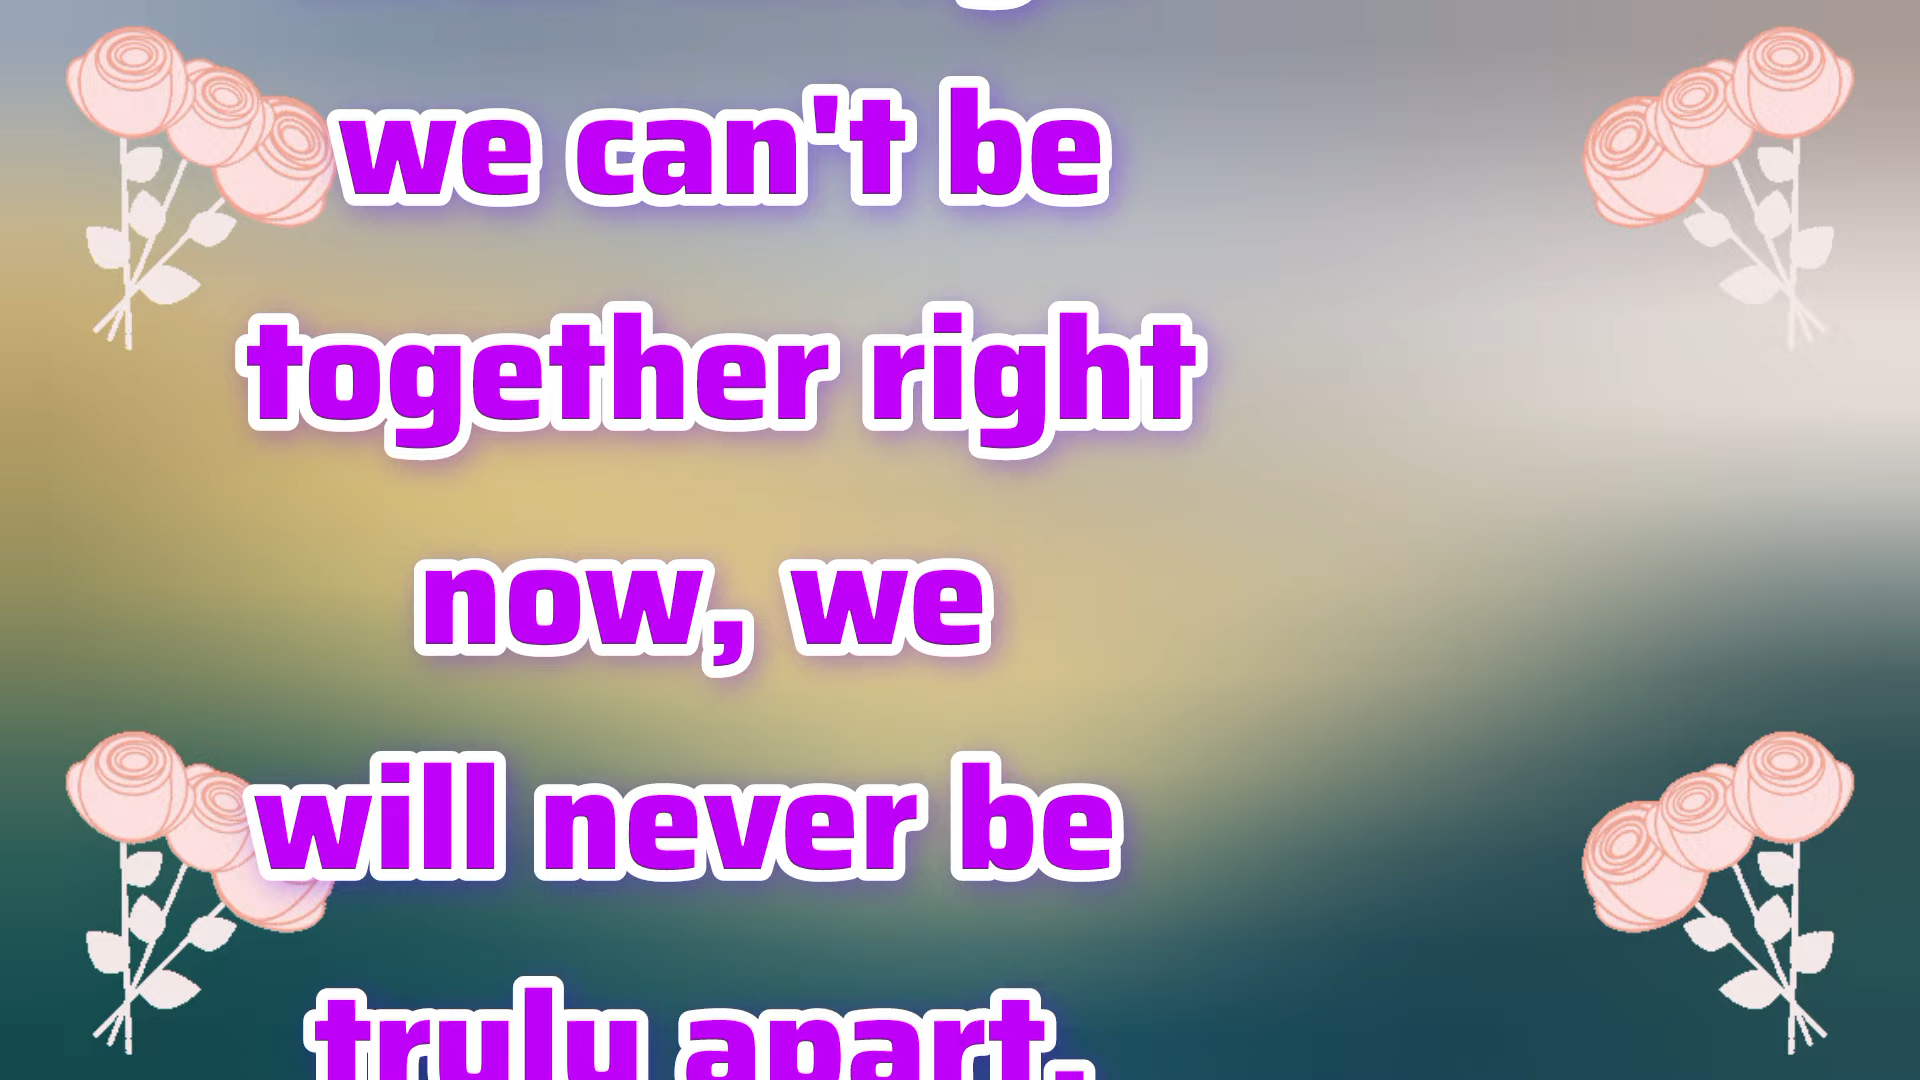 we can't be
together right
now, we
will never be
truly apart.